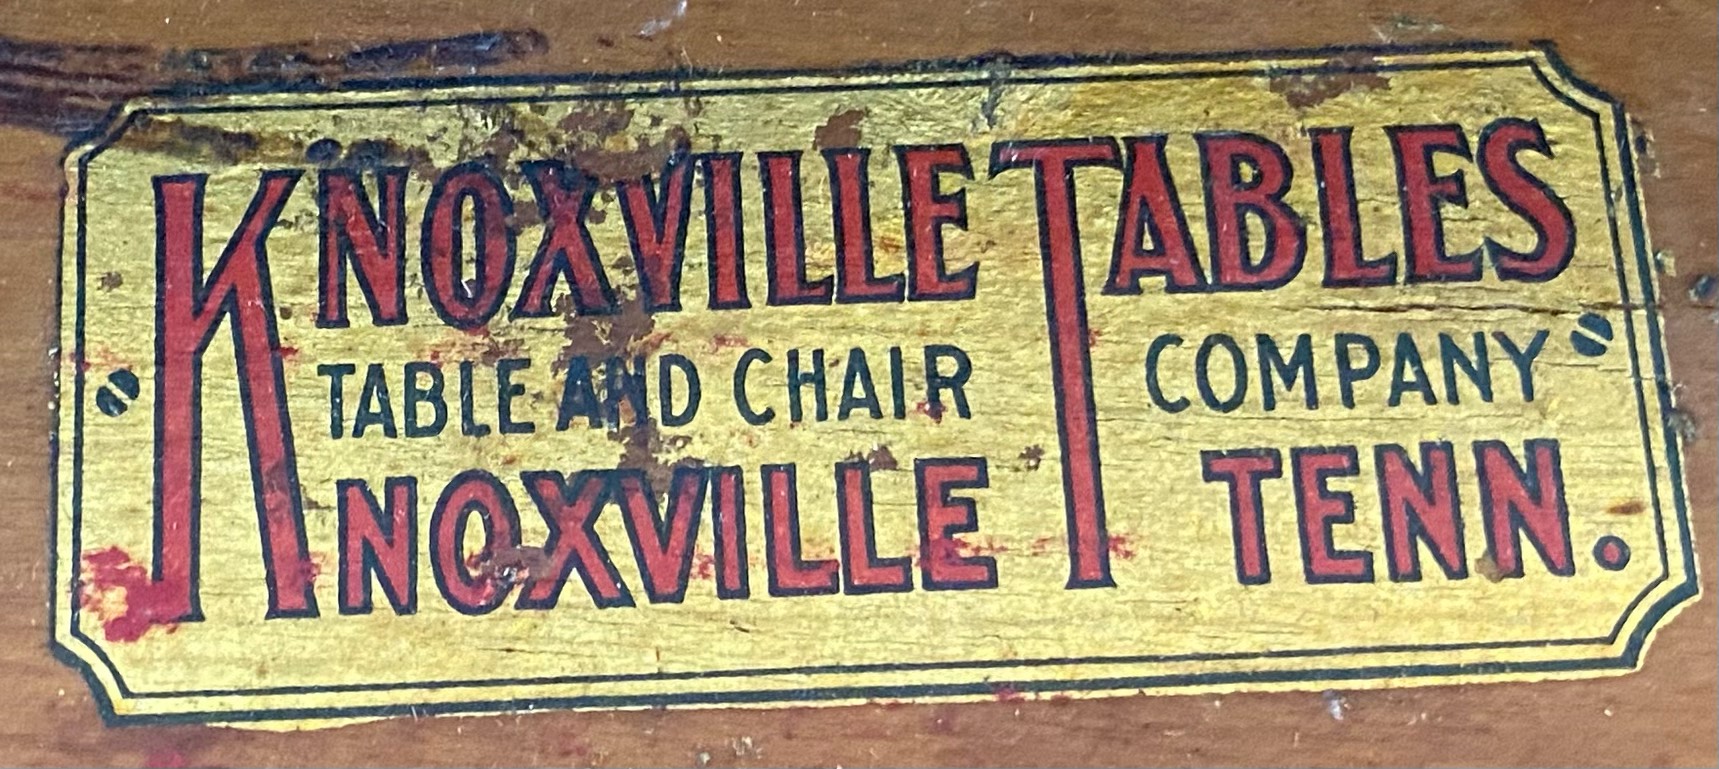 KNOXVILLE TABLES
TABLE AND CHAIR COMPANY
KNOXVILLE TENN.